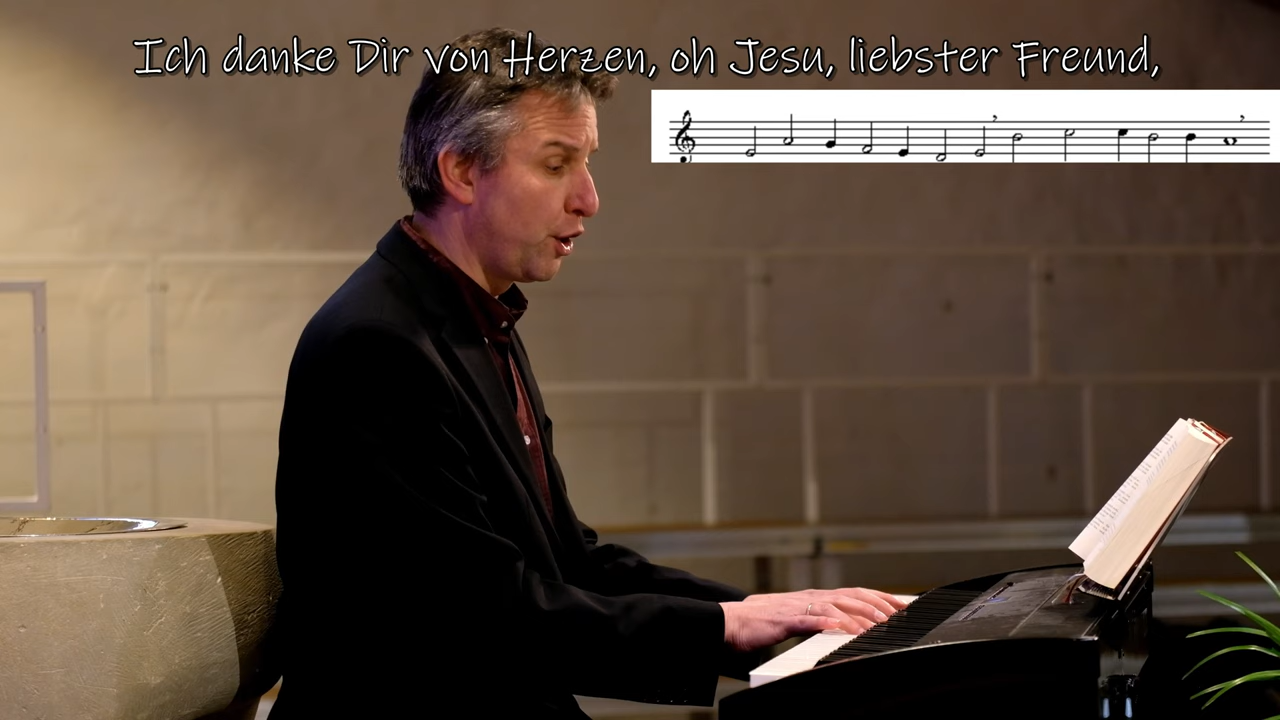 Ich danke Dir von Herzen, oh Jesu, liebster Freund,